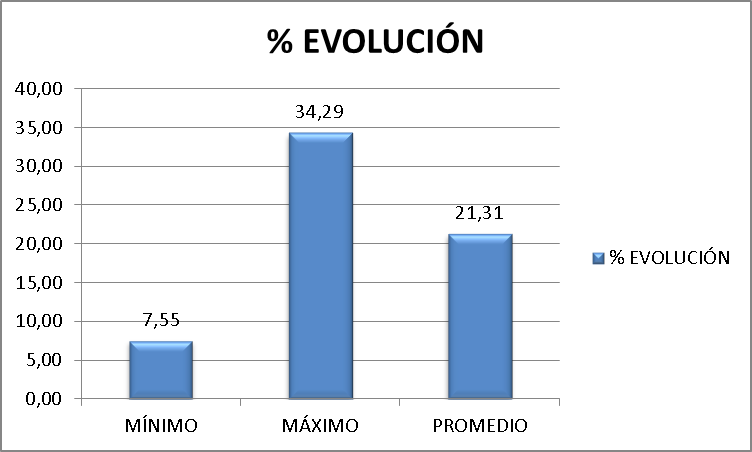 % EVOLUCIÓN
40,00
35,00
30,00
25,00
20,00
15,00
10,00
5,00
0,00
7,55
34,29
21,31
MÍNIMO
MÁXIMO
PROMEDIO
% EVOLUCIÓN